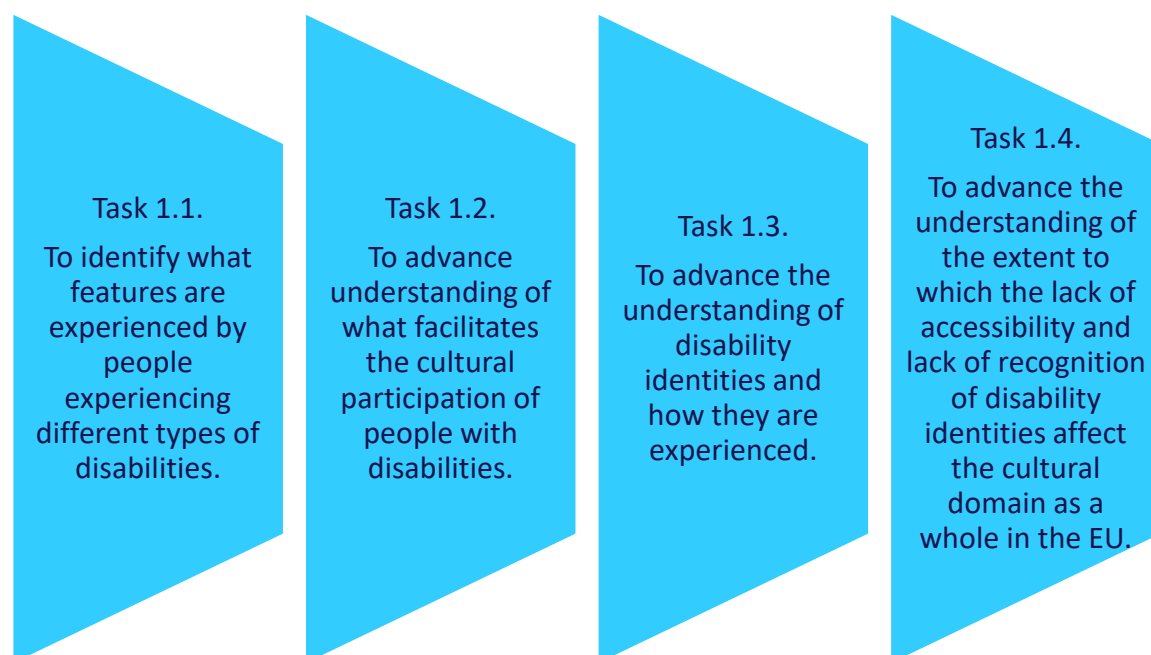 Task 1.1.
To identify what
features are
experienced by
people
experiencing
different types of
disabilities.
Task 1.2.
To advance
understanding of
what facilitates
the cultural
participation of
people with
disabilities.
Task 1.3.
To advance the
understanding of
disability
identities and
how they are
experienced.
Task 1.4.
To advance the
understanding of
the extent to
which the lack of
accessibility and
lack of recognition
of disability
identities affect
the cultural
domain as a
whole in the EU.